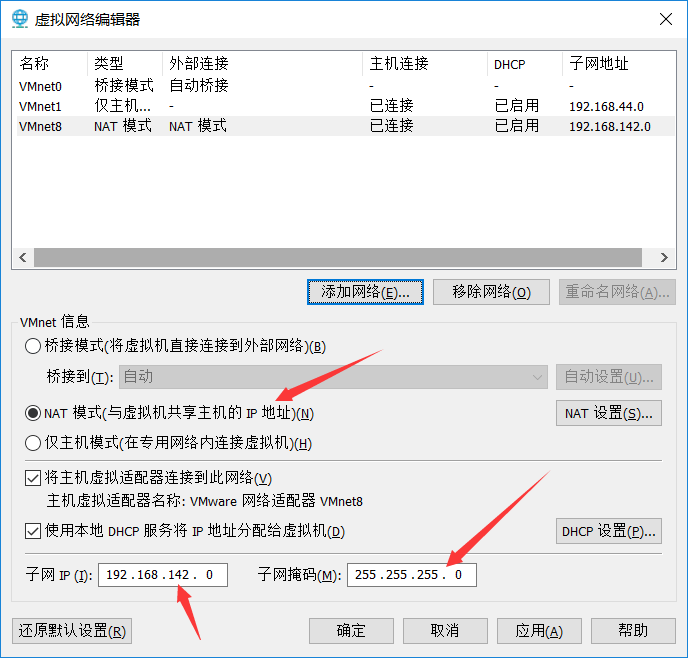 虚拟网络编辑器
名称 类型 外部连接 主机连接 DHCP 子网地址
VMnet0 桥接模式 自动桥接 - - -
VMnet1 仅主机... - 已连接 已启用 192.168.44.0
VMnet8 NAT 模式 NAT 模式 已连接 已启用 192.168.142.0
添加网络(E)... 移除网络(O) 重命名网络(A)...
VMnet 信息
桥接模式(将虚拟机直接连接到外部网络)(B)
桥接到(T): 自动 自动设置(U)...
NAT 模式(与虚拟机共享主机的 IP 地址)(N) NAT 设置(S)...
仅主机模式(在专用网络内连接虚拟机)(H)
将主机虚拟适配器连接到此网络(V)
主机虚拟适配器名称: VMware 网络适配器 VMnet8
使用本地 DHCP 服务将 IP 地址分配给虚拟机(D) DHCP 设置(P)...
子网 IP (I): 192.168.142. 0 子网掩码(M): 255.255.255. 0
还原默认设置(R) 确定 取消 应用(A) 帮助